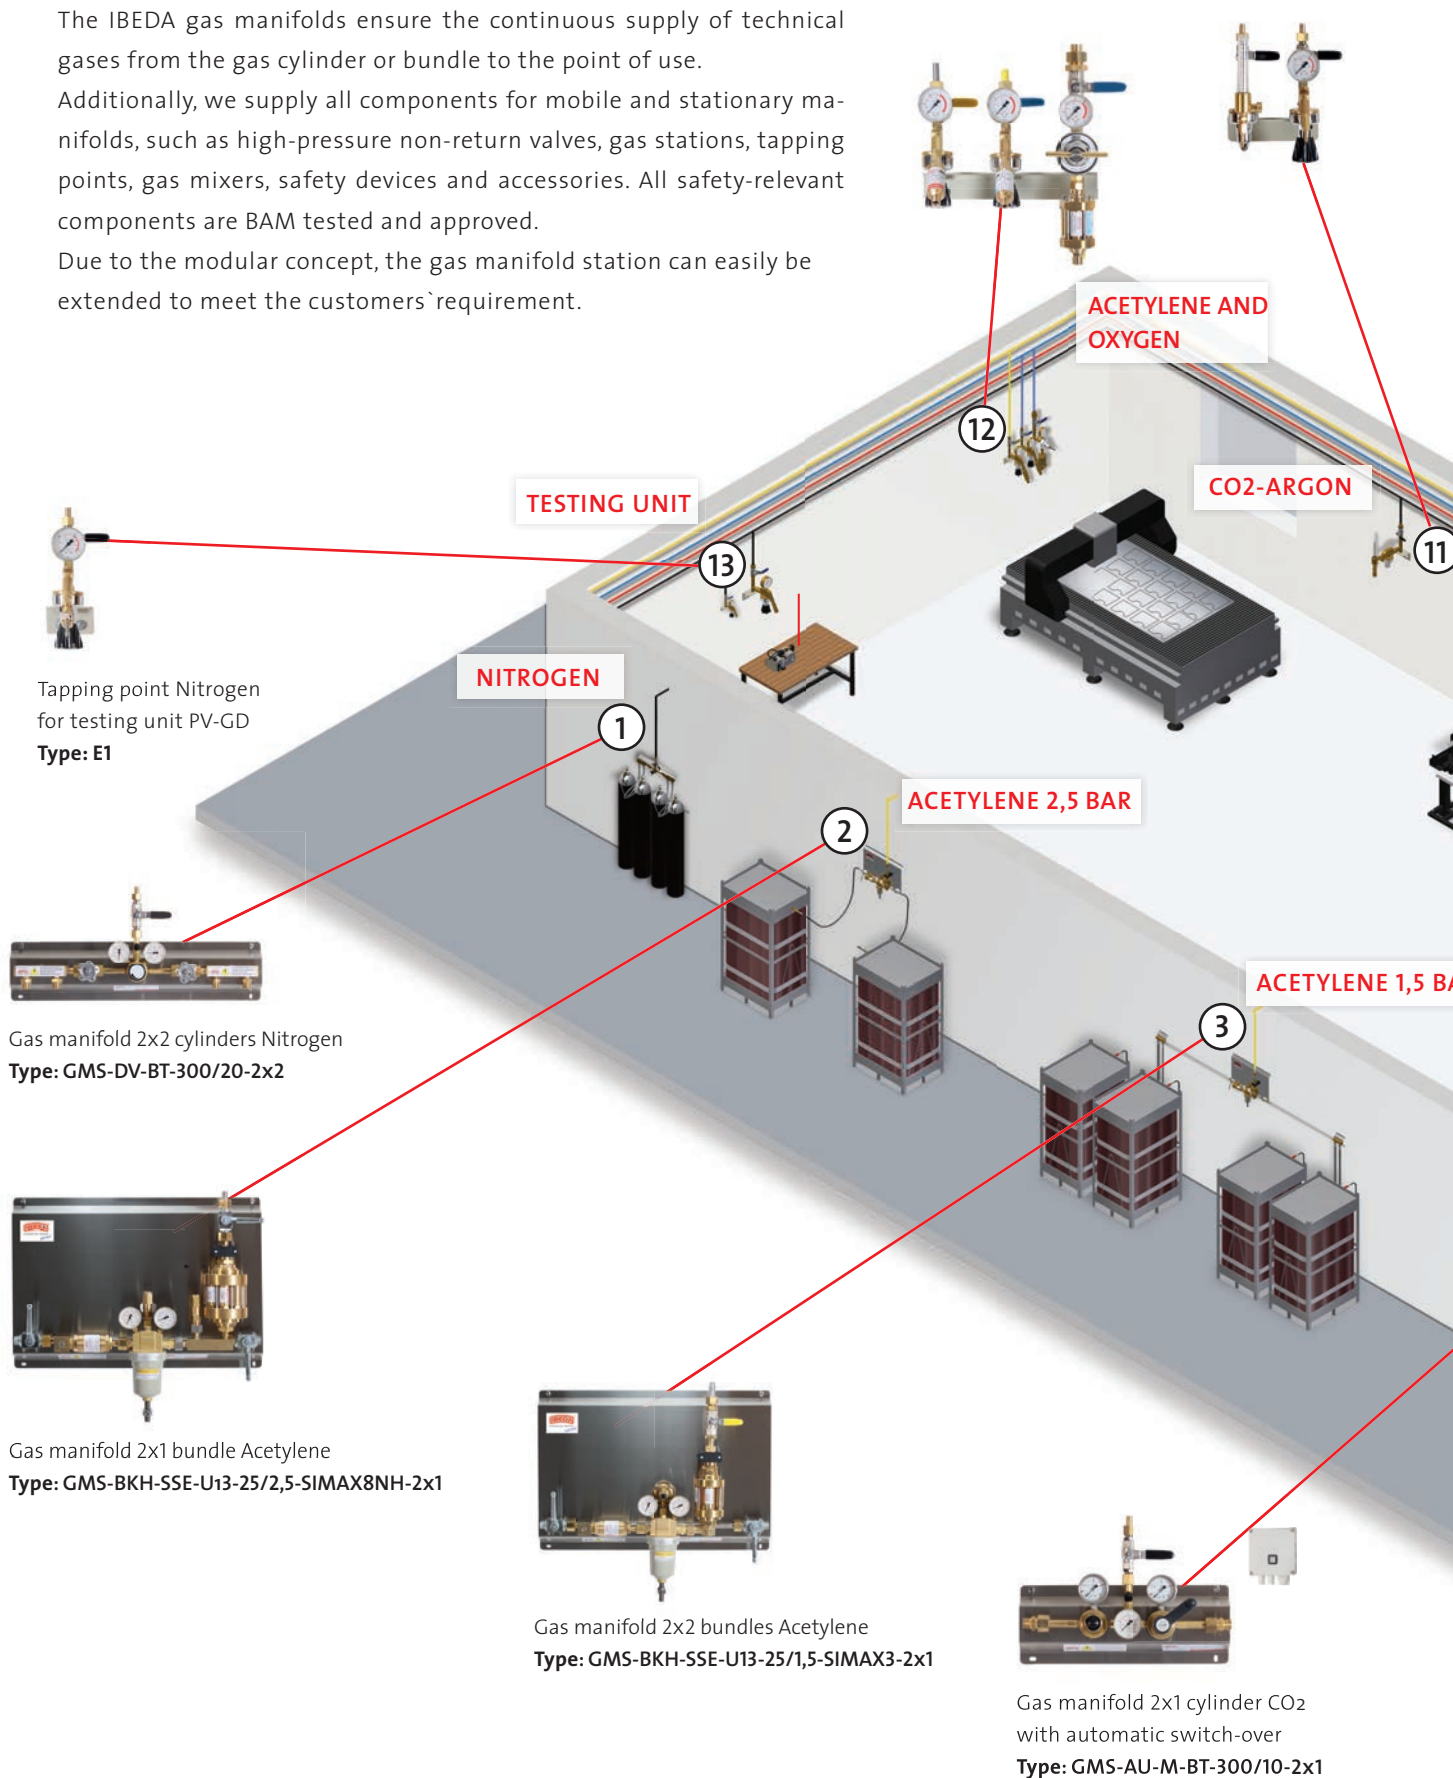 The IBEDA gas manifolds ensure the continuous supply of technical
gases from the gas cylinder or bundle to the point of use.
Additionally, we supply all components for mobile and stationary ma-
nifolds, such as high-pressure non-return valves, gas stations, tapping
points, gas mixers, safety devices and accessories. All safety-relevant
components are BAM tested and approved.
Due to the modular concept, the gas manifold station can easily be
extended to meet the customers`requirement.
ACETYLENE AND
OXYGEN
12
CO2-ARGON
11
TESTING UNIT
13
Tapping point Nitrogen
for testing unit PV-GD
Type: E1
NITROGEN
1
ACETYLENE 2,5 BAR
2
ACETYLENE 1,5 BA
3
Gas manifold 2x2 cylinders Nitrogen
Type: GMS-DV-BT-300/20-2x2
IBEDA
Gas manifold 2x1 bundle Acetylene
Type: GMS-BKH-SSE-U13-25/2,5-SIMAX8NH-2x1
IBEDA
Gas manifold 2x2 bundles Acetylene
Type: GMS-BKH-SSE-U13-25/1,5-SIMAX3-2x1
Gas manifold 2x1 cylinder CO2
with automatic switch-over
Type: GMS-AU-M-BT-300/10-2x1